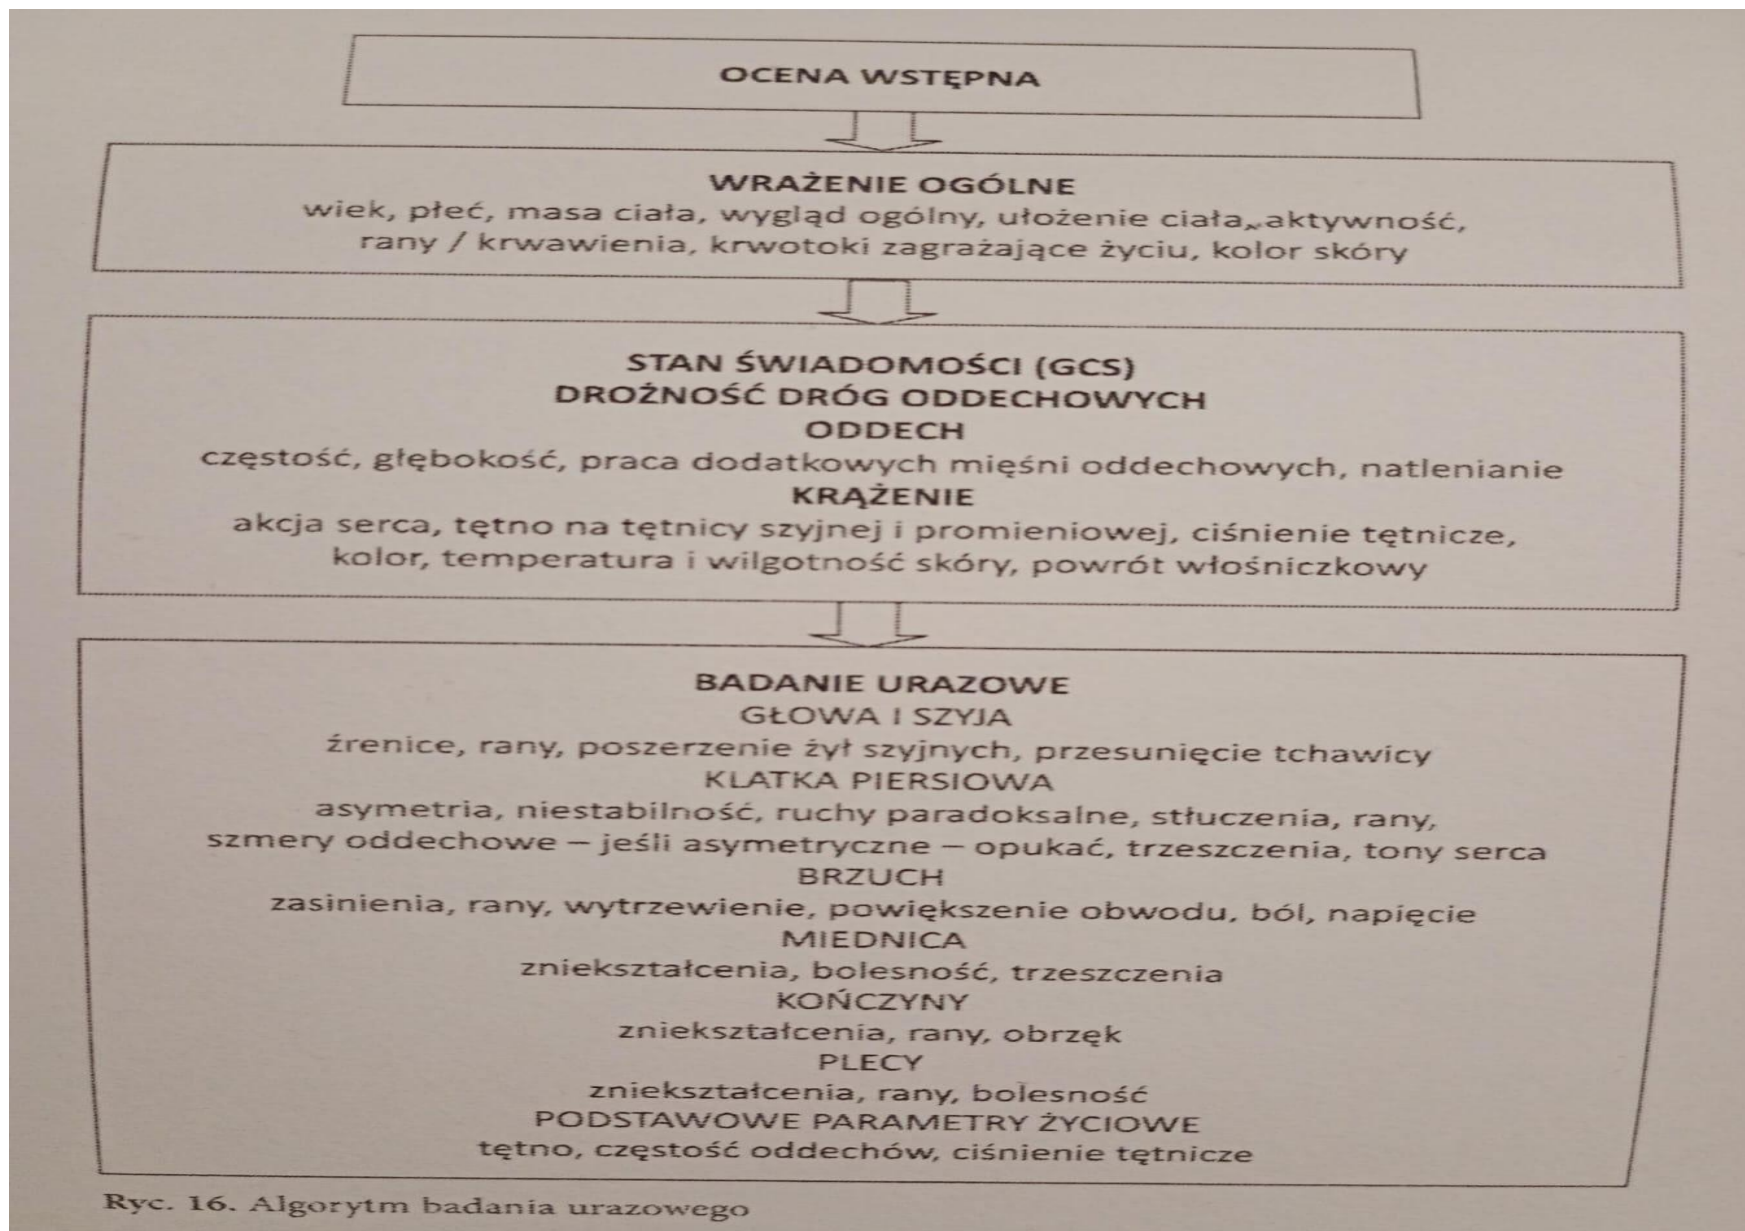 OCENA WSTĘPNA
WRAŻENIE OGÓLNE
wiek, płeć, masa ciała, wygląd ogólny, ułożenie ciała, aktywność,
rany / krwawienia, krwotoki zagrażające życiu, kolor skóry
STAN ŚWIADOMOŚCI (GCS)
DROŻNOŚĆ DRÓG ODDECHOWYCH
ODDECH
częstość, głębokość, praca dodatkowych mięśni oddechowych, natlenianie
KRĄŻENIE
akcja serca, tętno na tętnicy szyjnej i promieniowej, ciśnienie tętnicze,
kolor, temperatura i wilgotność skóry, powrót włośniczkowy
BADANIE URAZOWE
GŁOWA I SZYJA
źrenice, rany, poszerzenie żył szyjnych, przesunięcie tchawicy
KLATKA PIERSIOWA
asymetria, niestabilność, ruchy paradoksalne, stłuczenia, rany,
szmery oddechowe – jeśli asymetryczne – opukać, trzeszczenia, tony serca
BRZUCH
zasinienia, rany, wytrzewienie, powiększenie obwodu, ból, napięcie
MIEDNICA
zniekształcenia, bolesność, trzeszczenia
KOŃCZYNY
zniekształcenia, rany, obrzęk
PLECY
zniekształcenia, rany, bolesność
PODSTAWOWE PARAMETRY ŻYCIOWE
tętno, częstość oddechów, ciśnienie tętnicze
Ryc. 16. Algorytm badania urazowego